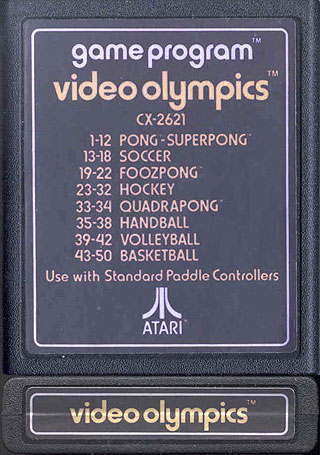 game program™
video olympics™
CX-2621
1-12 PONG™-SUPERPONG™
13-18 SOCCER
19-22 FOOZPONG™
23-32 HOCKEY
33-34 QUADRAPONG™
35-38 HANDBALL
39-42 VOLLEYBALL
43-50 BASKETBALL
Use with Standard Paddle Controllers
ATARI®
video olympics™